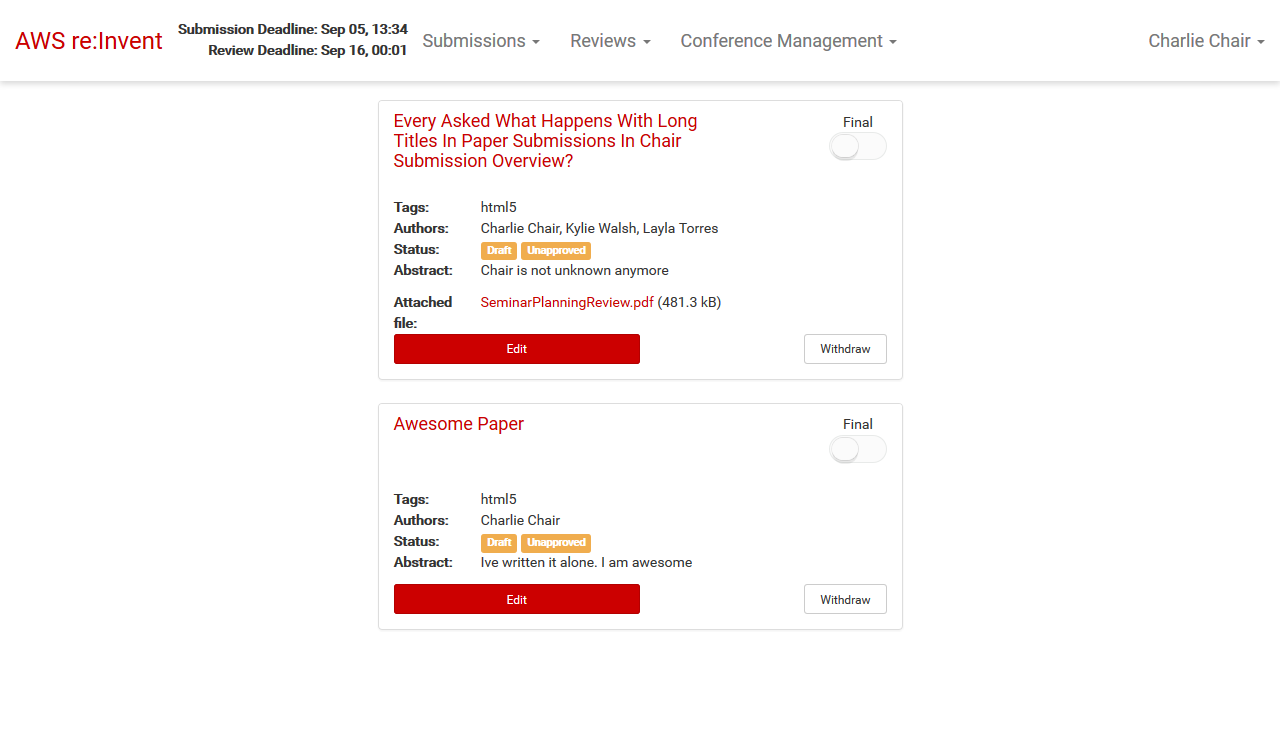 AWS re:Invent
Submission Deadline: Sep 05, 13:34
Review Deadline: Sep 16, 00:01
Submissions
Reviews
Conference Management
Charlie Chair
Every Asked What Happens With Long
Titles In Paper Submissions In Chair
Submission Overview?
Final
Tags: html5
Authors: Charlie Chair, Kylie Walsh, Layla Torres
Status: Draft Unapproved
Abstract: Chair is not unknown anymore
Attached SeminarPlanningReview.pdf (481.3 kB)
file:
Edit
Withdraw
Awesome Paper
Final
Tags: html5
Authors: Charlie Chair
Status: Draft Unapproved
Abstract: Ive written it alone. I am awesome
Edit
Withdraw